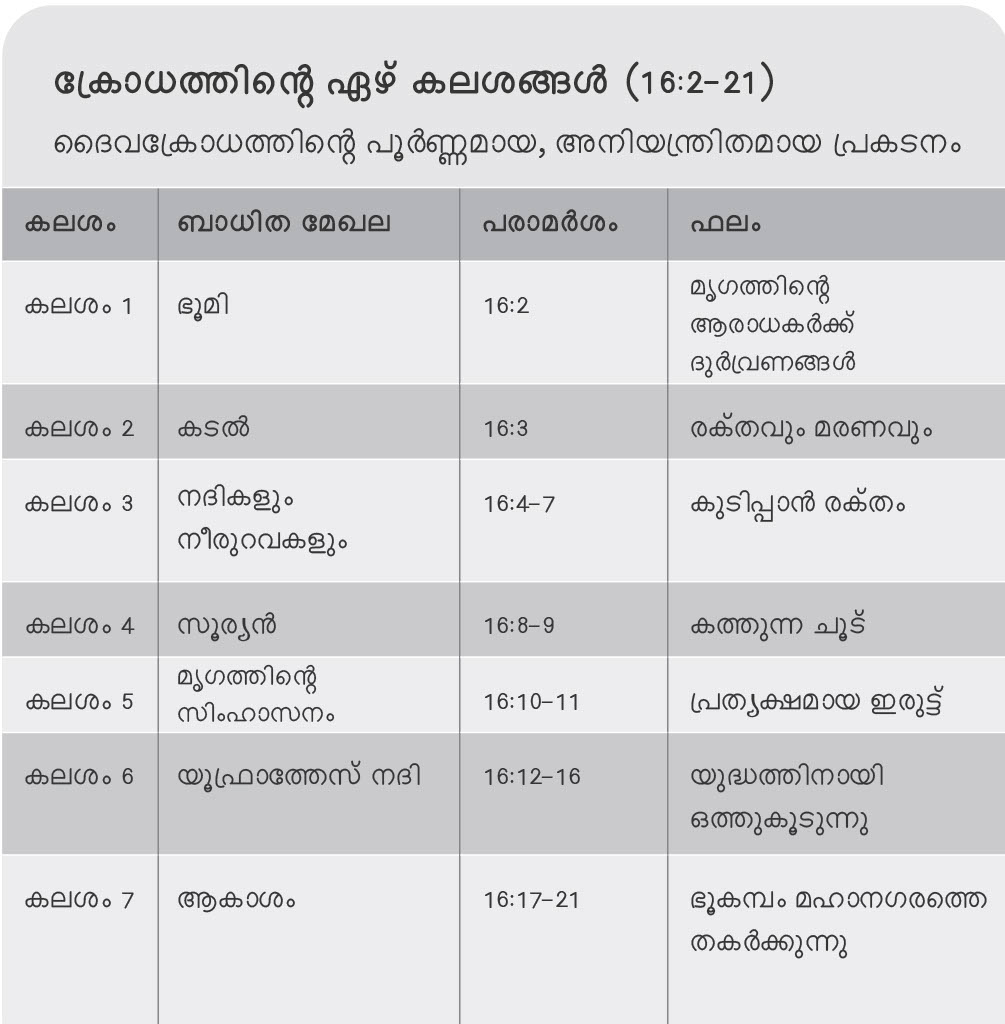 ക്രോധത്തിന്റെ ഏഴ് കലശങ്ങൾ (16:2–21)
ദൈവക്രോധത്തിന്റെ പൂർണ്ണമായ, അനിയന്ത്രിതമായ പ്രകടനം
കലശം ബാധിത മേഖല പരാമർശം ഫലം
കലശം 1 ഭൂമി 16:2 മൃഗത്തിന്റെ
ആരാധകർക്ക്
ദുർവ്രണങ്ങൾ
കലശം 2 കടൽ 16:3 രക്തവും മരണവും
കലശം 3 നദികളും 16:4–7 കുടിപ്പാൻ രക്തം
നീരുറവകളും
കലശം 4 സൂര്യൻ 16:8–9 കത്തുന്ന ചൂട്
കലശം 5 മൃഗത്തിന്റെ 16:10–11 പ്രത്യക്ഷമായ ഇരുട്ട്
സിംഹാസനം
കലശം 6 യൂഫ്രാത്തേസ് നദി 16:12–16 യുദ്ധത്തിനായി
ഒത്തുകൂടുന്നു
കലശം 7 ആകാശം 16:17–21 ഭൂകമ്പം മഹാനഗരത്തെ
തകർക്കുന്നു